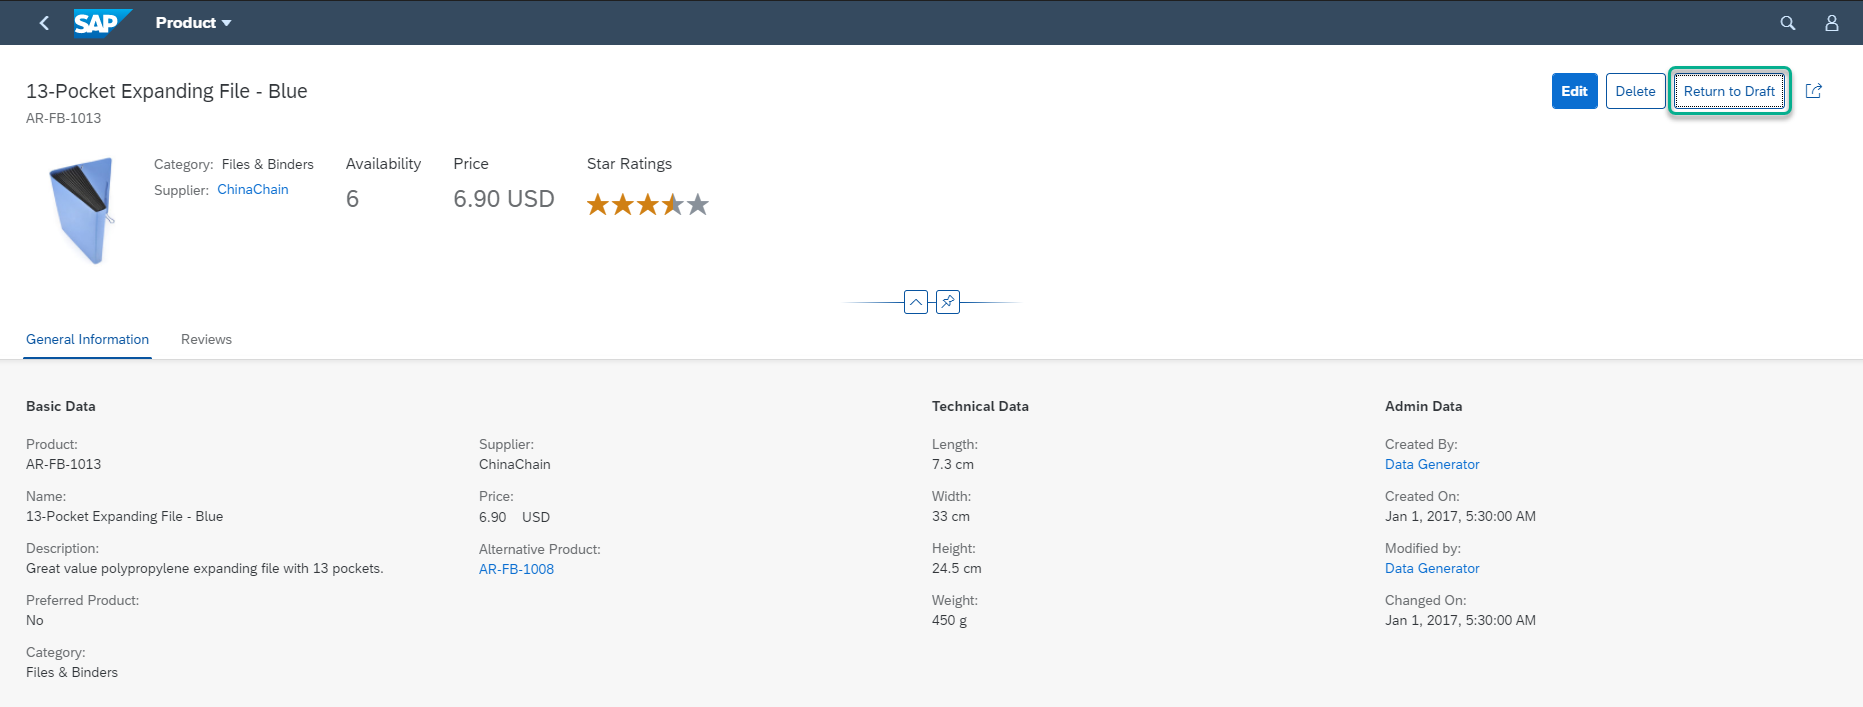 SAP Product
13-Pocket Expanding File - Blue
AR-FB-1013
Edit Delete Return to Draft
Category: Files & Binders
Supplier: ChinaChain
Availability
6
Price
6.90 USD
Star Ratings
General Information Reviews
Basic Data
Product:
AR-FB-1013
Name:
13-Pocket Expanding File - Blue
Description:
Great value polypropylene expanding file with 13 pockets.
Preferred Product:
No
Category:
Files & Binders
Supplier:
ChinaChain
Price:
6.90 USD
Alternative Product:
AR-FB-1008
Technical Data
Length:
7.3 cm
Width:
33 cm
Height:
24.5 cm
Weight:
450 g
Admin Data
Created By:
Data Generator
Created On:
Jan 1, 2017, 5:30:00 AM
Modified by:
Data Generator
Changed On:
Jan 1, 2017, 5:30:00 AM